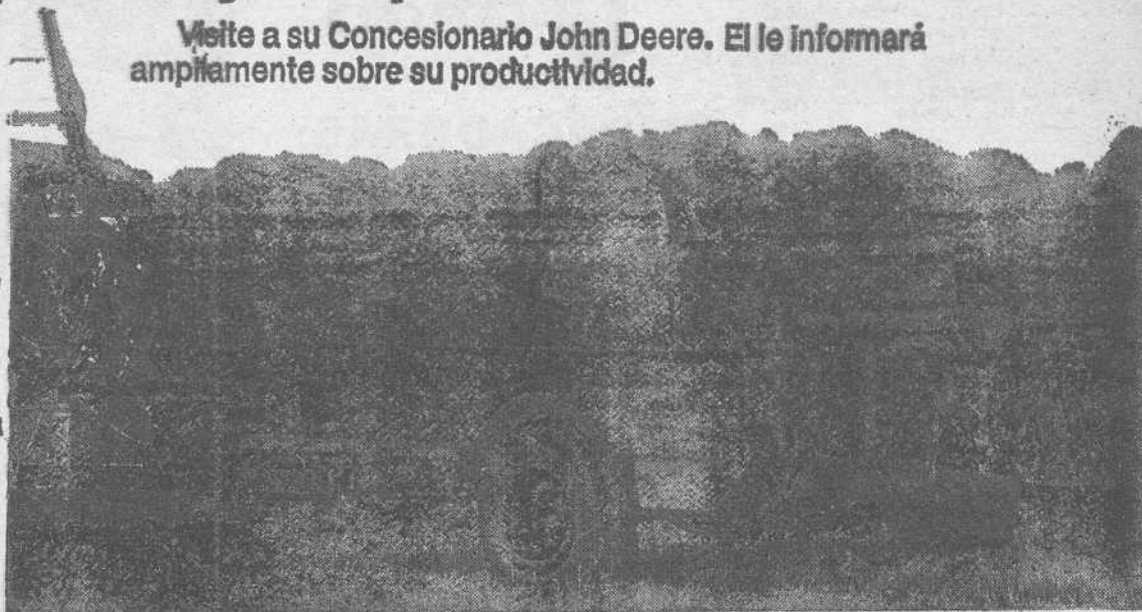 Visite a su Concesionario John Deere. El le informará
ampliamente sobre su productividad.